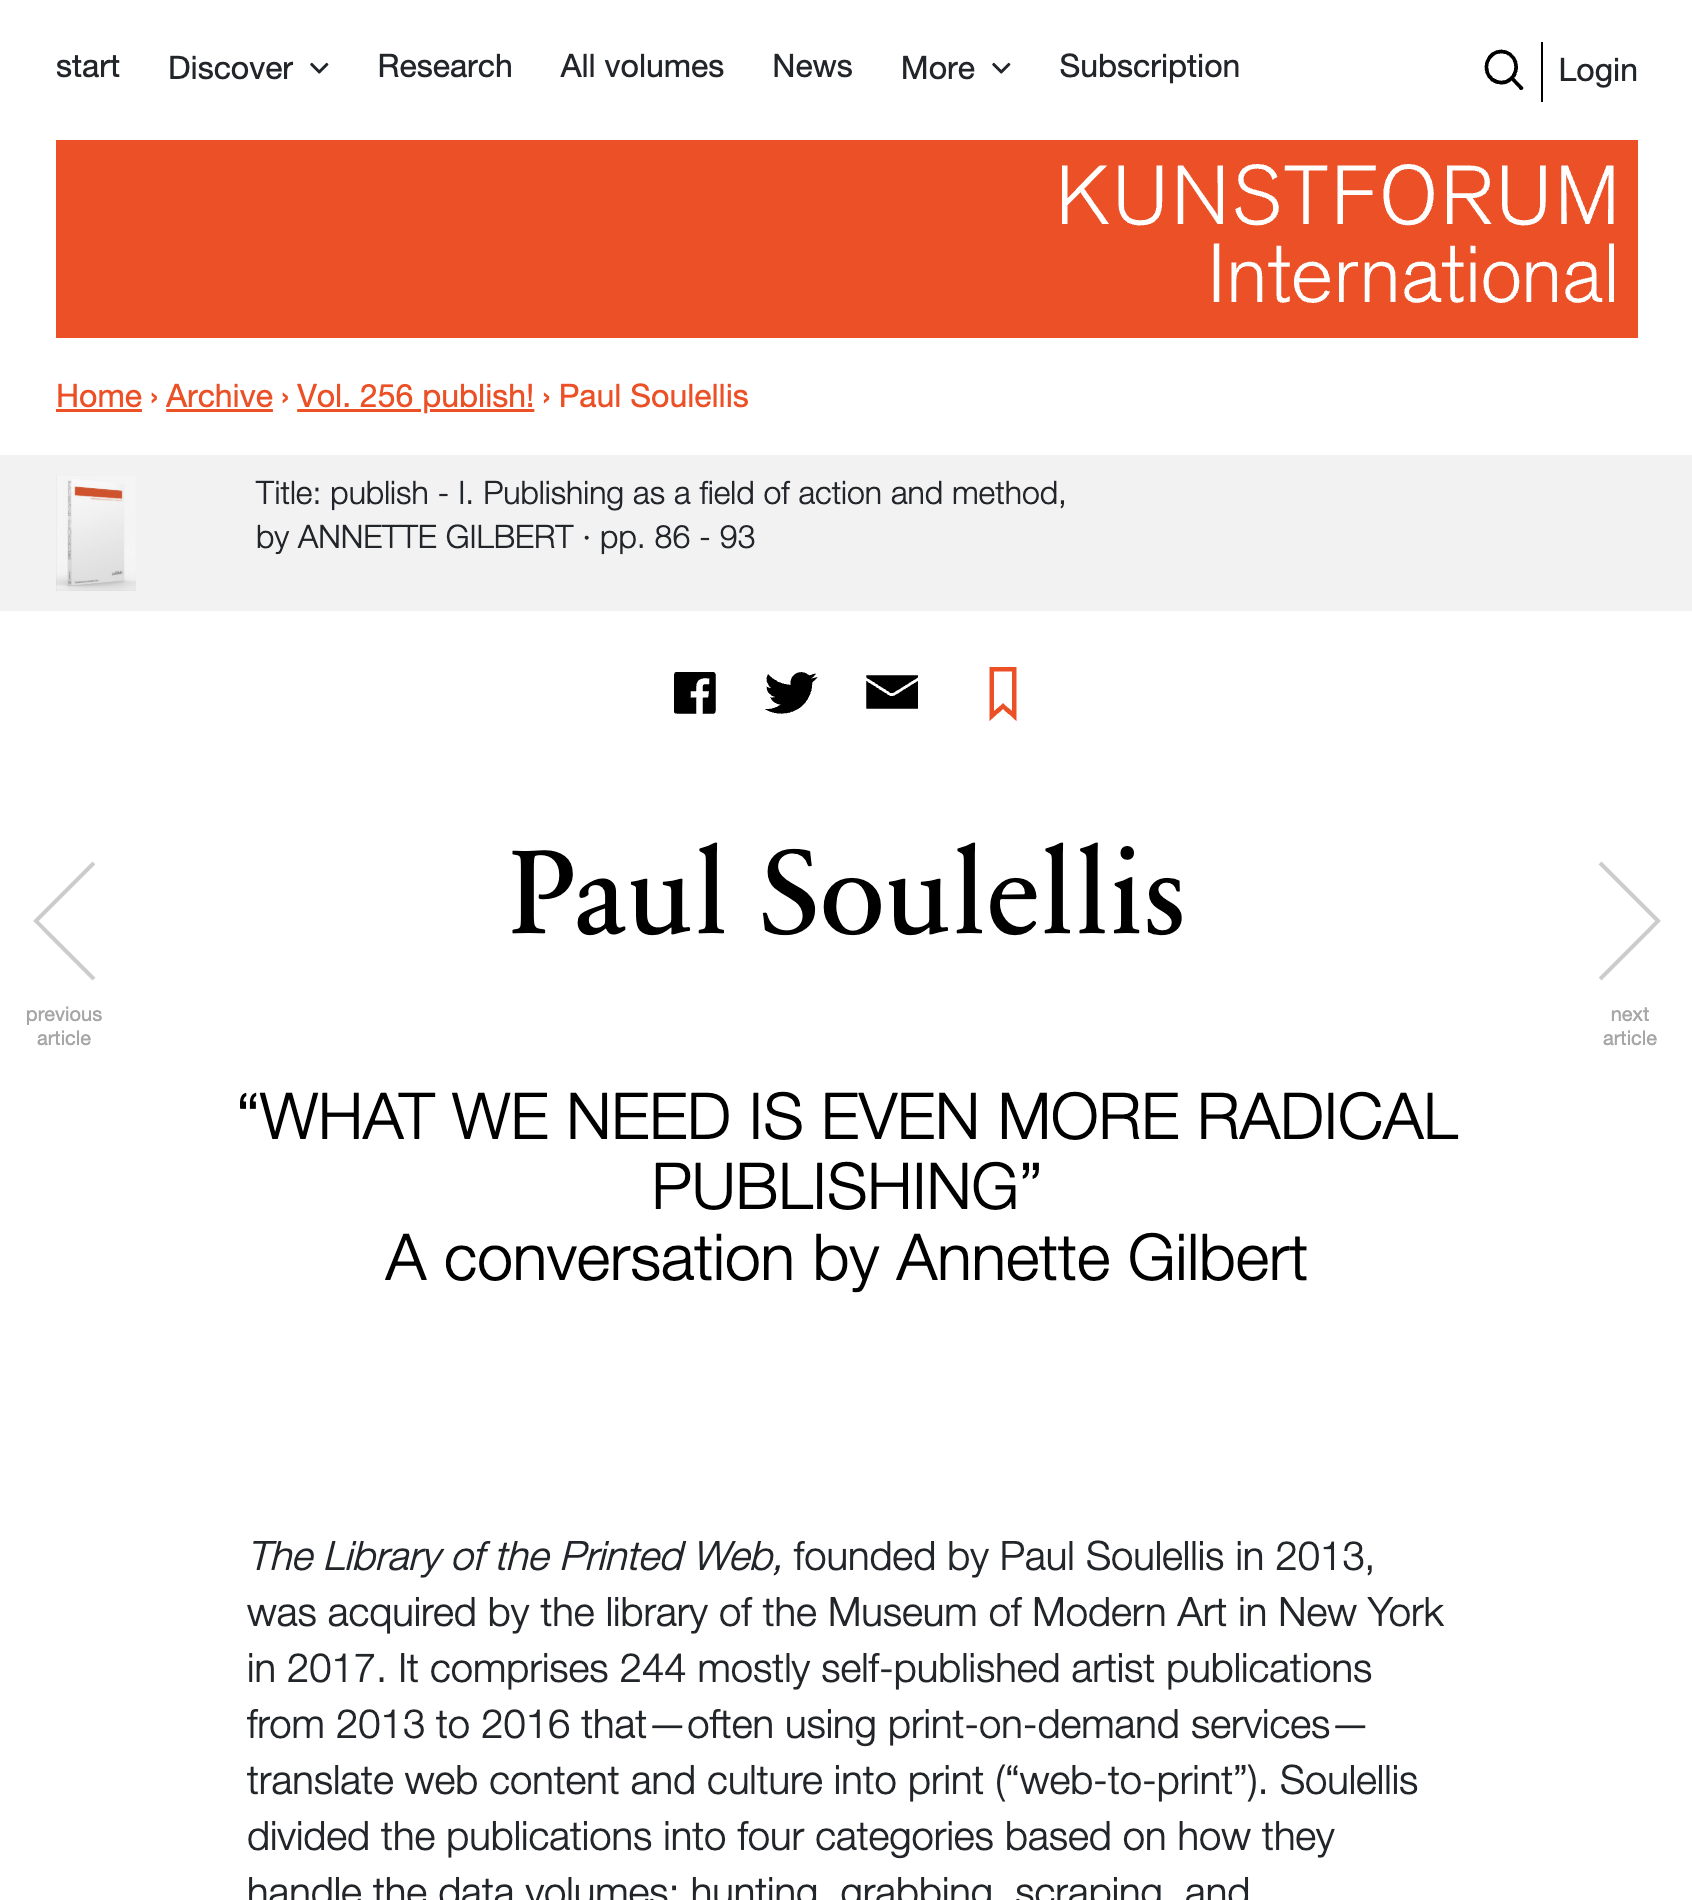 start Discover Research All volumes News More Subscription Login
KUNSTFORUM
International
Home › Archive › Vol. 256 publish! › Paul Soulellis
Title: publish - I. Publishing as a field of action and method,
by ANNETTE GILBERT · pp. 86 - 93
Paul Soulellis
previous
article
next
article
“WHAT WE NEED IS EVEN MORE RADICAL
PUBLISHING”
A conversation by Annette Gilbert
The Library of the Printed Web, founded by Paul Soulellis in 2013,
was acquired by the library of the Museum of Modern Art in New York
in 2017. It comprises 244 mostly self-published artist publications
from 2013 to 2016 that—often using print-on-demand services—
translate web content and culture into print (“web-to-print”). Soulellis
divided the publications into four categories based on how they
handle the data volumes: hunting, grabbing, scraping, and